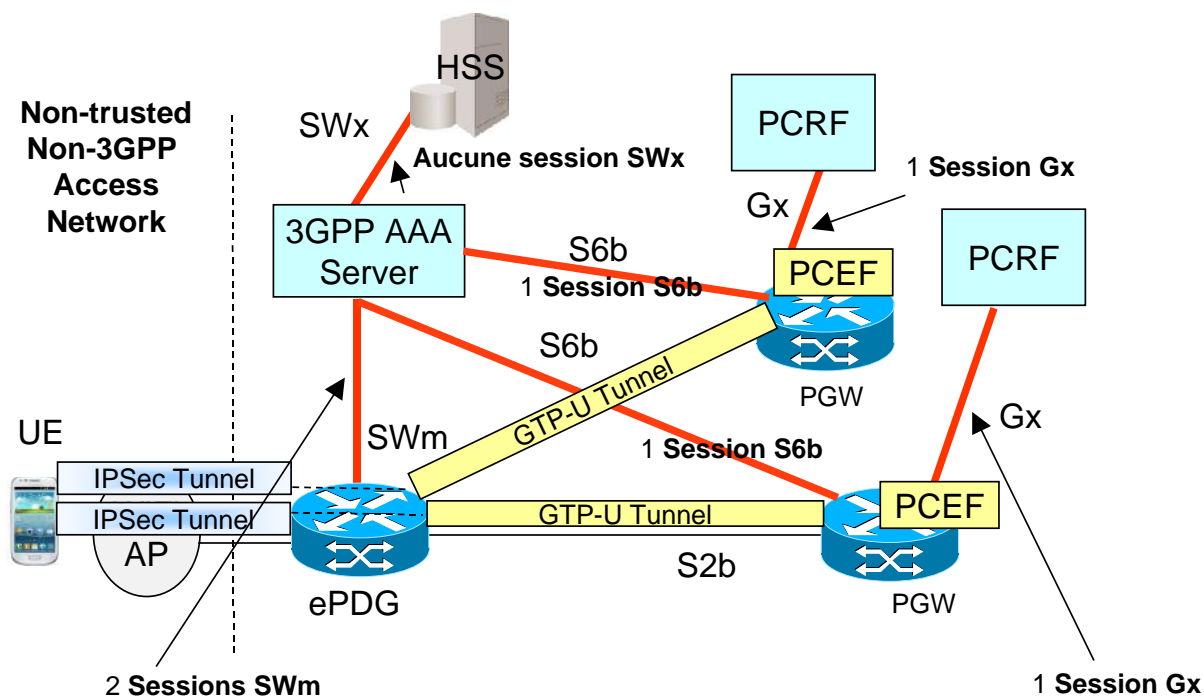 HSS
Non-trusted
Non-3GPP
Access
Network
SWx
Aucune session SWx
PCRF
1 Session Gx
Gx
3GPP AAA
Server
S6b
1 Session S6b
PCEF
PCRF
S6b
PGW
GTP-U Tunnel
Gx
UE
SWm
1 Session S6b
IPSec Tunnel
IPSec Tunnel
GTP-U Tunnel
PCEF
AP
S2b
ePDG
PGW
2 Sessions SWm
1 Session Gx